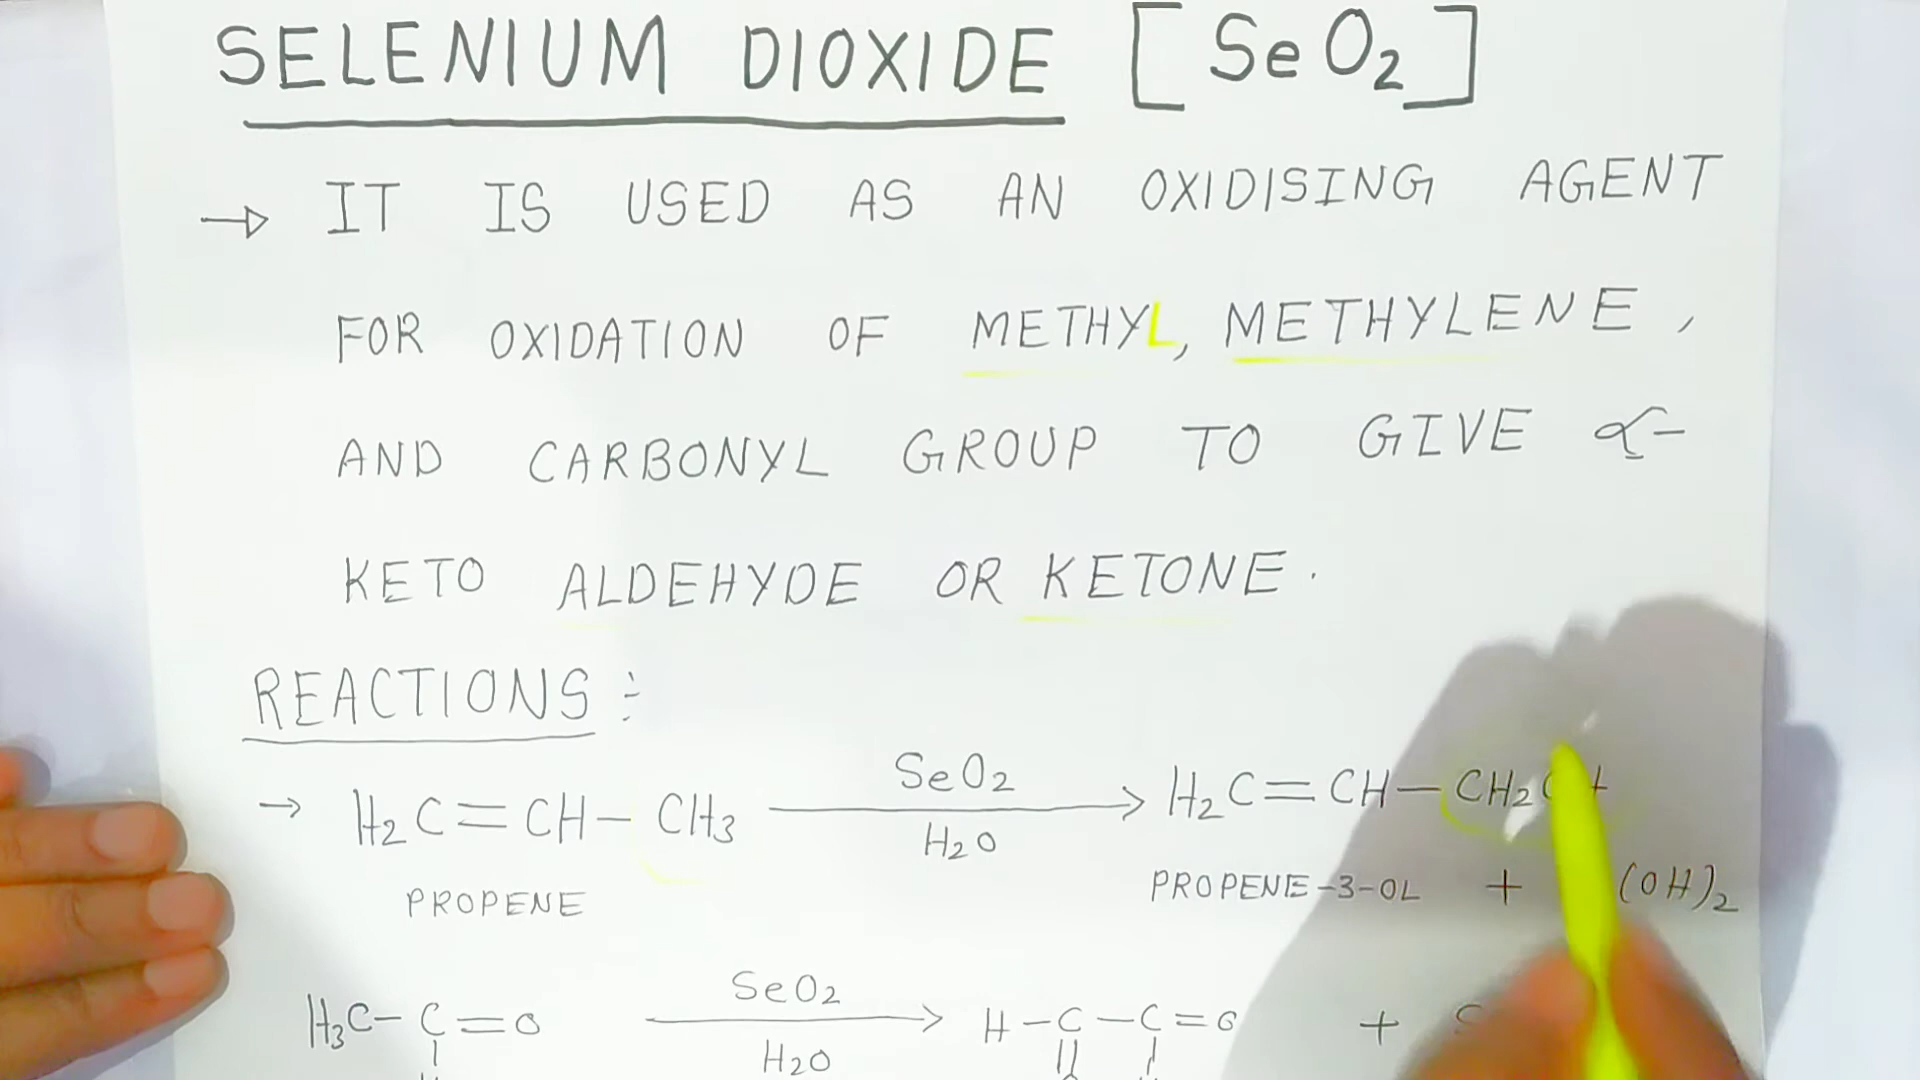 SELENIUM DIOXIDE [SeO2]
→ IT IS USED AS AN OXIDISING AGENT
FOR OXIDATION OF METHYL, METHYLENE,
AND CARBONYL GROUP TO GIVE α-
KETO ALDEHYDE OR KETONE.
REACTIONS :
SeO2
→ H2C=CH-CH3 → H2C=CH-CH2
H2O
PROPENE PROPENE-3-OL + (OH)2
SeO2
H3C-C=O → H-C-C=O +
H2O